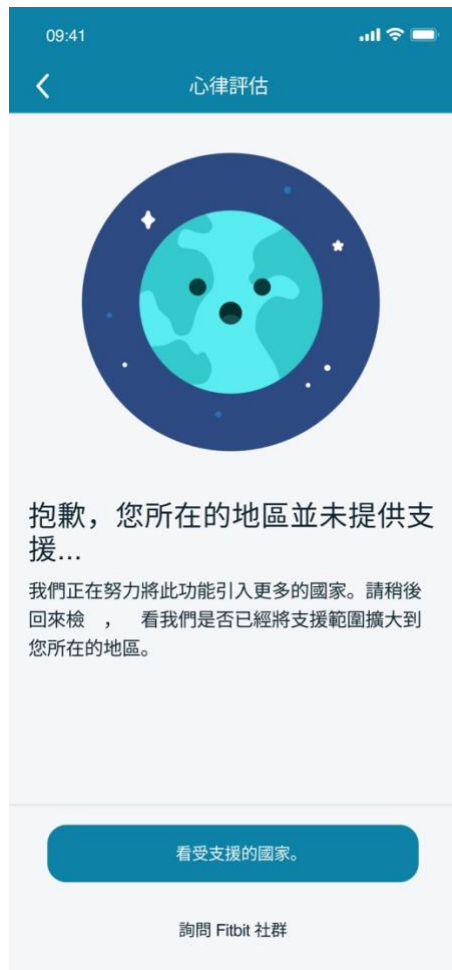 09:41
心律評估
抱歉，您所在的地區並未提供支
援...
我們正在努力將此功能引入更多的國家。請稍後
回來檢　，　看我們是否已經將支援範圍擴大到
您所在的地區。
看受支援的國家。
詢問 Fitbit 社群